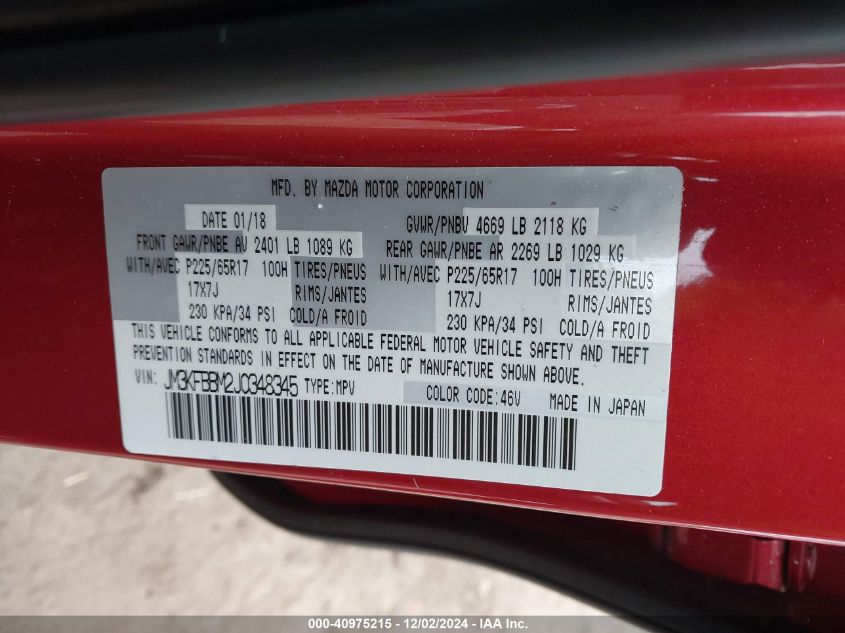 MFD. BY MAZDA MOTOR CORPORATION
DATE 01/18 GVWR/PNBV 4669 LB 2118 KG
FRONT GAWR/PNBE AV 2401 LB 1089 KG REAR GAWR/PNBE AR 2269 LB 1029 KG
WITH/AVEC P225/65R17 100H TIRES/PNEUS WITH/AVEC P225/65R17 100H TIRES/PNEUS
17X7J RIMS/JANTES 17X7J RIMS/JANTES
230 KPA/34 PSI COLD/A FROID 230 KPA/34 PSI COLD/A FROID
THIS VEHICLE CONFORMS TO ALL APPLICABLE FEDERAL MOTOR VEHICLE SAFETY AND THEFT
PREVENTION STANDARDS IN EFFECT ON THE DATE OF MANUFACTURE SHOWN ABOVE.
VIN: JM3KFBBM2J0348345 TYPE:MPV COLOR CODE:46V MADE IN JAPAN
000-40975215 - 12/02/2024 - IAA Inc.